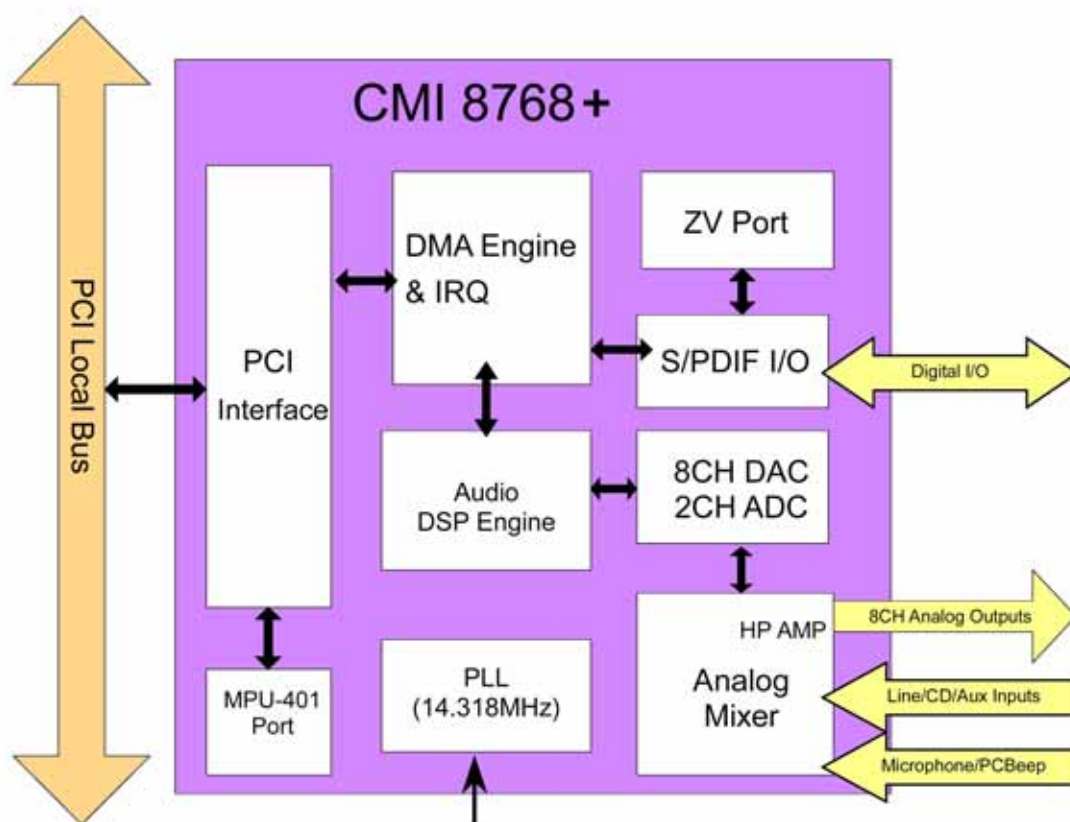 CMI 8768+
PCI Local Bus
PCI
Interface
DMA Engine
& IRQ
ZV Port
S/PDIF I/O
Digital I/O
Audio
DSP Engine
8CH DAC
2CH ADC
HP AMP
Analog
Mixer
8CH Analog Outputs
Line/CD/Aux Inputs
Microphone/PCBeep
MPU-401
Port
PLL
(14.318MHz)